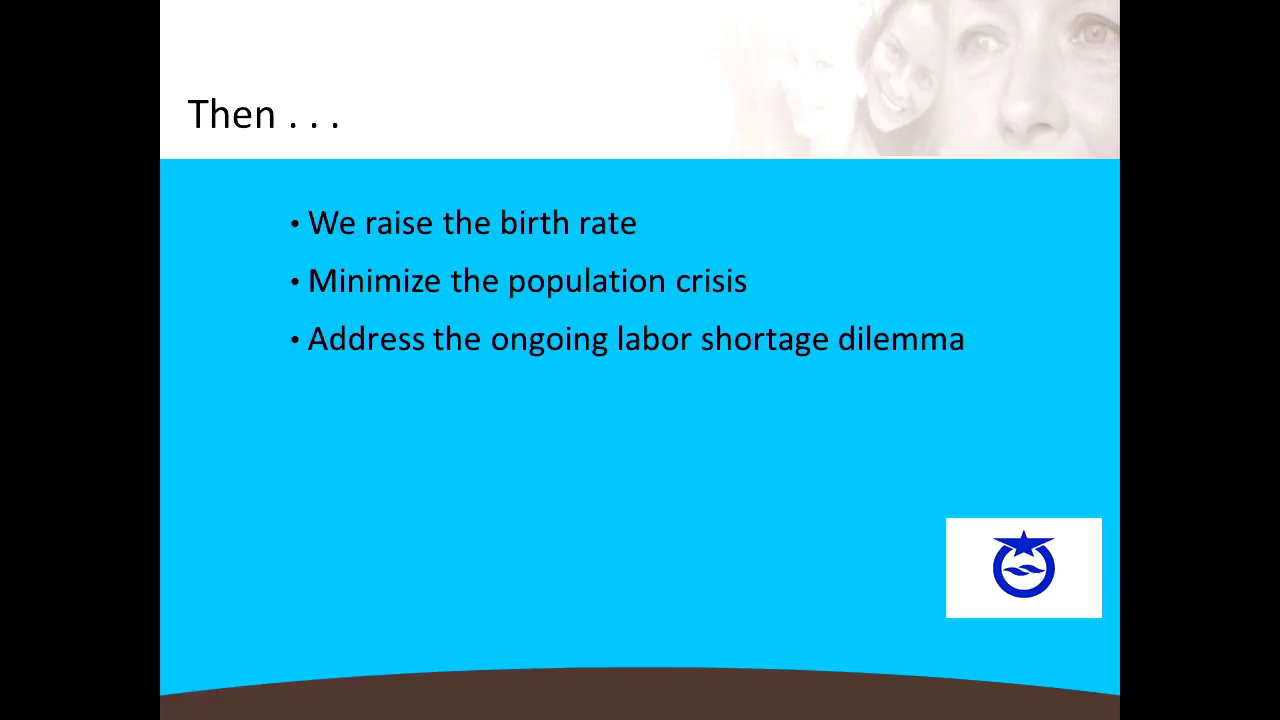 Then . . .
• We raise the birth rate
• Minimize the population crisis
• Address the ongoing labor shortage dilemma